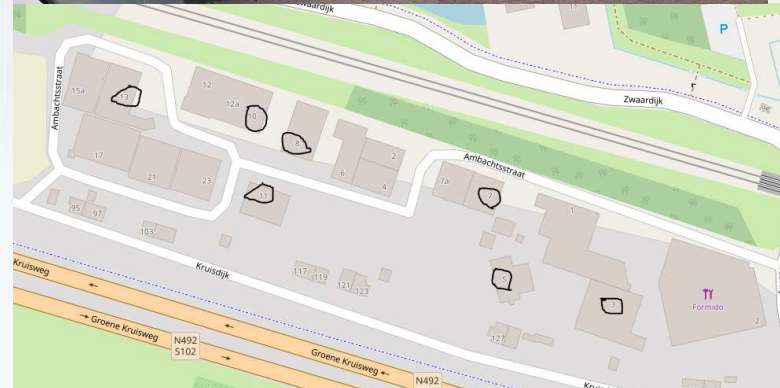 Zwaardijk
11
P
Zwaardijk
Ambachtsstraat
15a
13
12
12a
10
8
17
21
23
6
2
4
Ambachtsstraat
7a
7
1
11
95
97
103
Kruisdijk
117
119
121
123
5
3
Formido
2
127
Kruisweg
Groene Kruisweg
N492
S102
Groene Kruisweg
N492